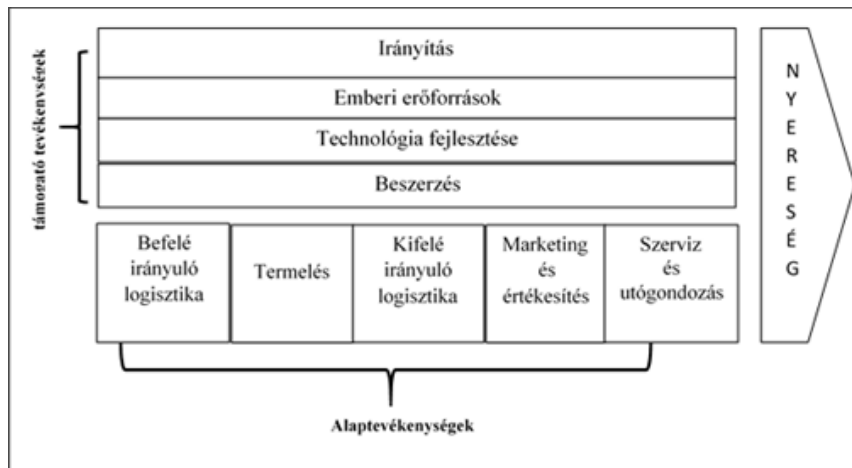 támogató tevékenységek
Irányítás
Emberi erőforrások
Technológia fejlesztése
Beszerzés
Befelé
irányuló
logisztika
Termelés
Kifelé
irányuló
logisztika
Marketing
és
értékesítés
Szerviz
és
utógondozás
Alaptevékenységek
NYERESÉG